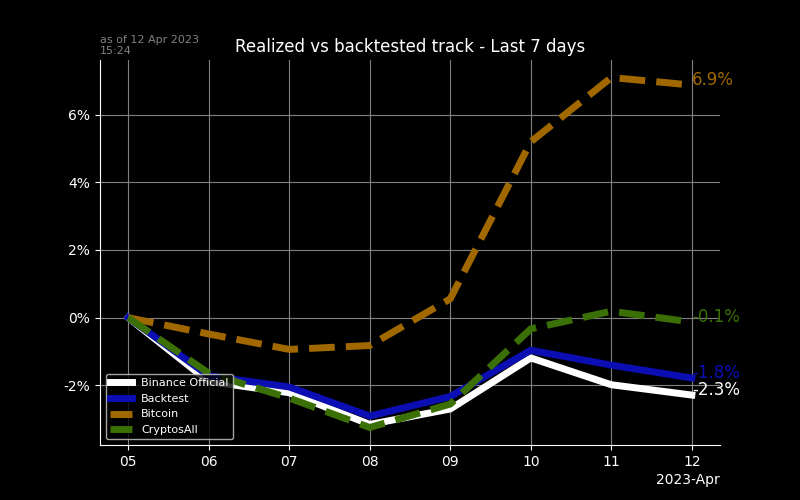 as of 12 Apr 2023
15:24
Realized vs backtested track - Last 7 days
6.9%
6%
4%
2%
0%
-0.1%
-1.8%
-2%
-2.3%
Binance Official
Backtest
Bitcoin
CryptosAll
05 06 07 08 09 10 11 12
2023-Apr